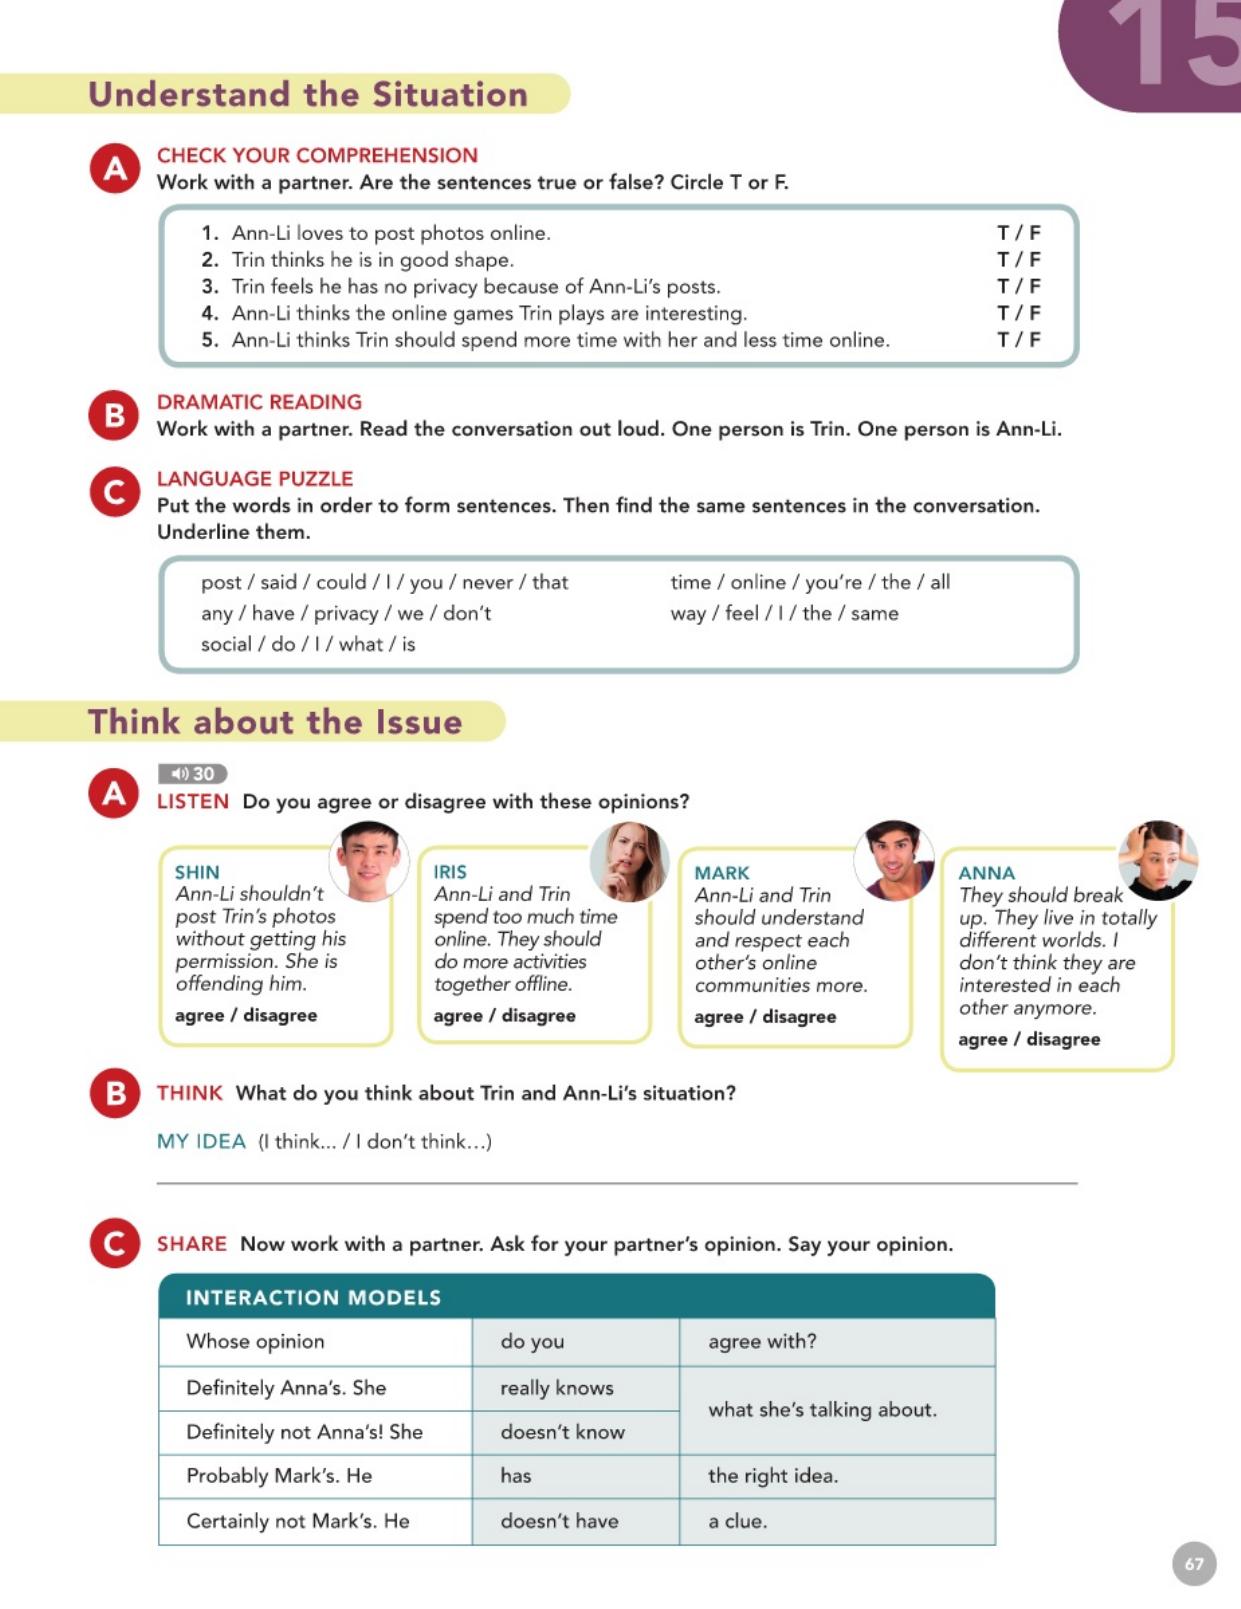 15
Understand the Situation
A
CHECK YOUR COMPREHENSION
Work with a partner. Are the sentences true or false? Circle T or F.
1. Ann-Li loves to post photos online. T / F
2. Trin thinks he is in good shape. T / F
3. Trin feels he has no privacy because of Ann-Li's posts. T / F
4. Ann-Li thinks the online games Trin plays are interesting. T / F
5. Ann-Li thinks Trin should spend more time with her and less time online. T / F
B
DRAMATIC READING
Work with a partner. Read the conversation out loud. One person is Trin. One person is Ann-Li.
C
LANGUAGE PUZZLE
Put the words in order to form sentences. Then find the same sentences in the conversation.
Underline them.
post / said / could / I / you / never / that
any / have / privacy / we / don't
social / do / I / what / is
time / online / you're / the / all
way / feel / I / the / same
Think about the Issue
A
30
LISTEN Do you agree or disagree with these opinions?
SHIN
Ann-Li shouldn't
post Trin's photos
without getting his
permission. She is
offending him.
agree / disagree
IRIS
Ann-Li and Trin
spend too much time
online. They should
do more activities
together offline.
agree / disagree
MARK
Ann-Li and Trin
should understand
and respect each
other's online
communities more.
agree / disagree
ANNA
They should break
up. They live in totally
different worlds. I
don't think they are
interested in each
other anymore.
agree / disagree
B
THINK What do you think about Trin and Ann-Li's situation?
MY IDEA (I think... / I don't think...)
C
SHARE Now work with a partner. Ask for your partner's opinion. Say your opinion.
INTERACTION MODELS
Whose opinion do you agree with?
Definitely Anna's. She really knows
what she's talking about.
Definitely not Anna's! She doesn't know
Probably Mark's. He has the right idea.
Certainly not Mark's. He doesn't have a clue.
67